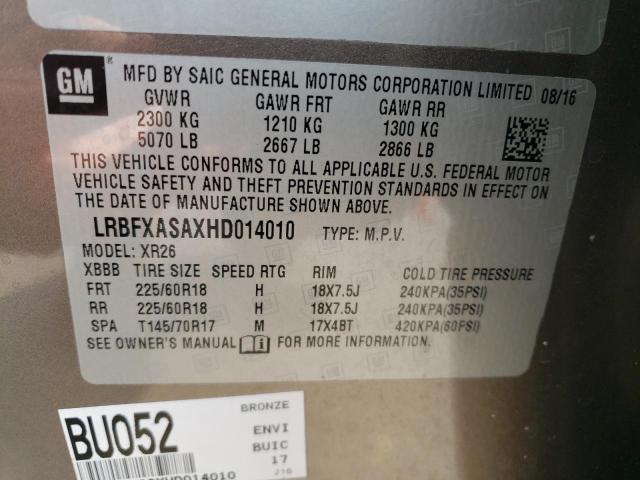 GM
MFD BY SAIC GENERAL MOTORS CORPORATION LIMITED 08/16
GVWR GAWR FRT GAWR RR
2300 KG 1210 KG 1300 KG
5070 LB 2667 LB 2866 LB
THIS VEHICLE CONFORMS TO ALL APPLICABLE U.S. FEDERAL MOTOR
VEHICLE SAFETY AND THEFT PREVENTION STANDARDS IN EFFECT ON
THE DATE OF MANUFACTURE SHOWN ABOVE.
LRBFXASAXHD014010 TYPE: M.P.V.
MODEL: XR26
XBBB TIRE SIZE SPEED RTG RIM COLD TIRE PRESSURE
FRT 225/60R18 H 18X7.5J 240KPA(35PSI)
RR 225/60R18 H 18X7.5J 240KPA(35PSI)
SPA T145/70R17 M 17X4BT 420KPA(60PSI)
SEE OWNER'S MANUAL FOR MORE INFORMATION.
BRONZE
BU052
ENVI
BUIC
17
J16
XHD014010